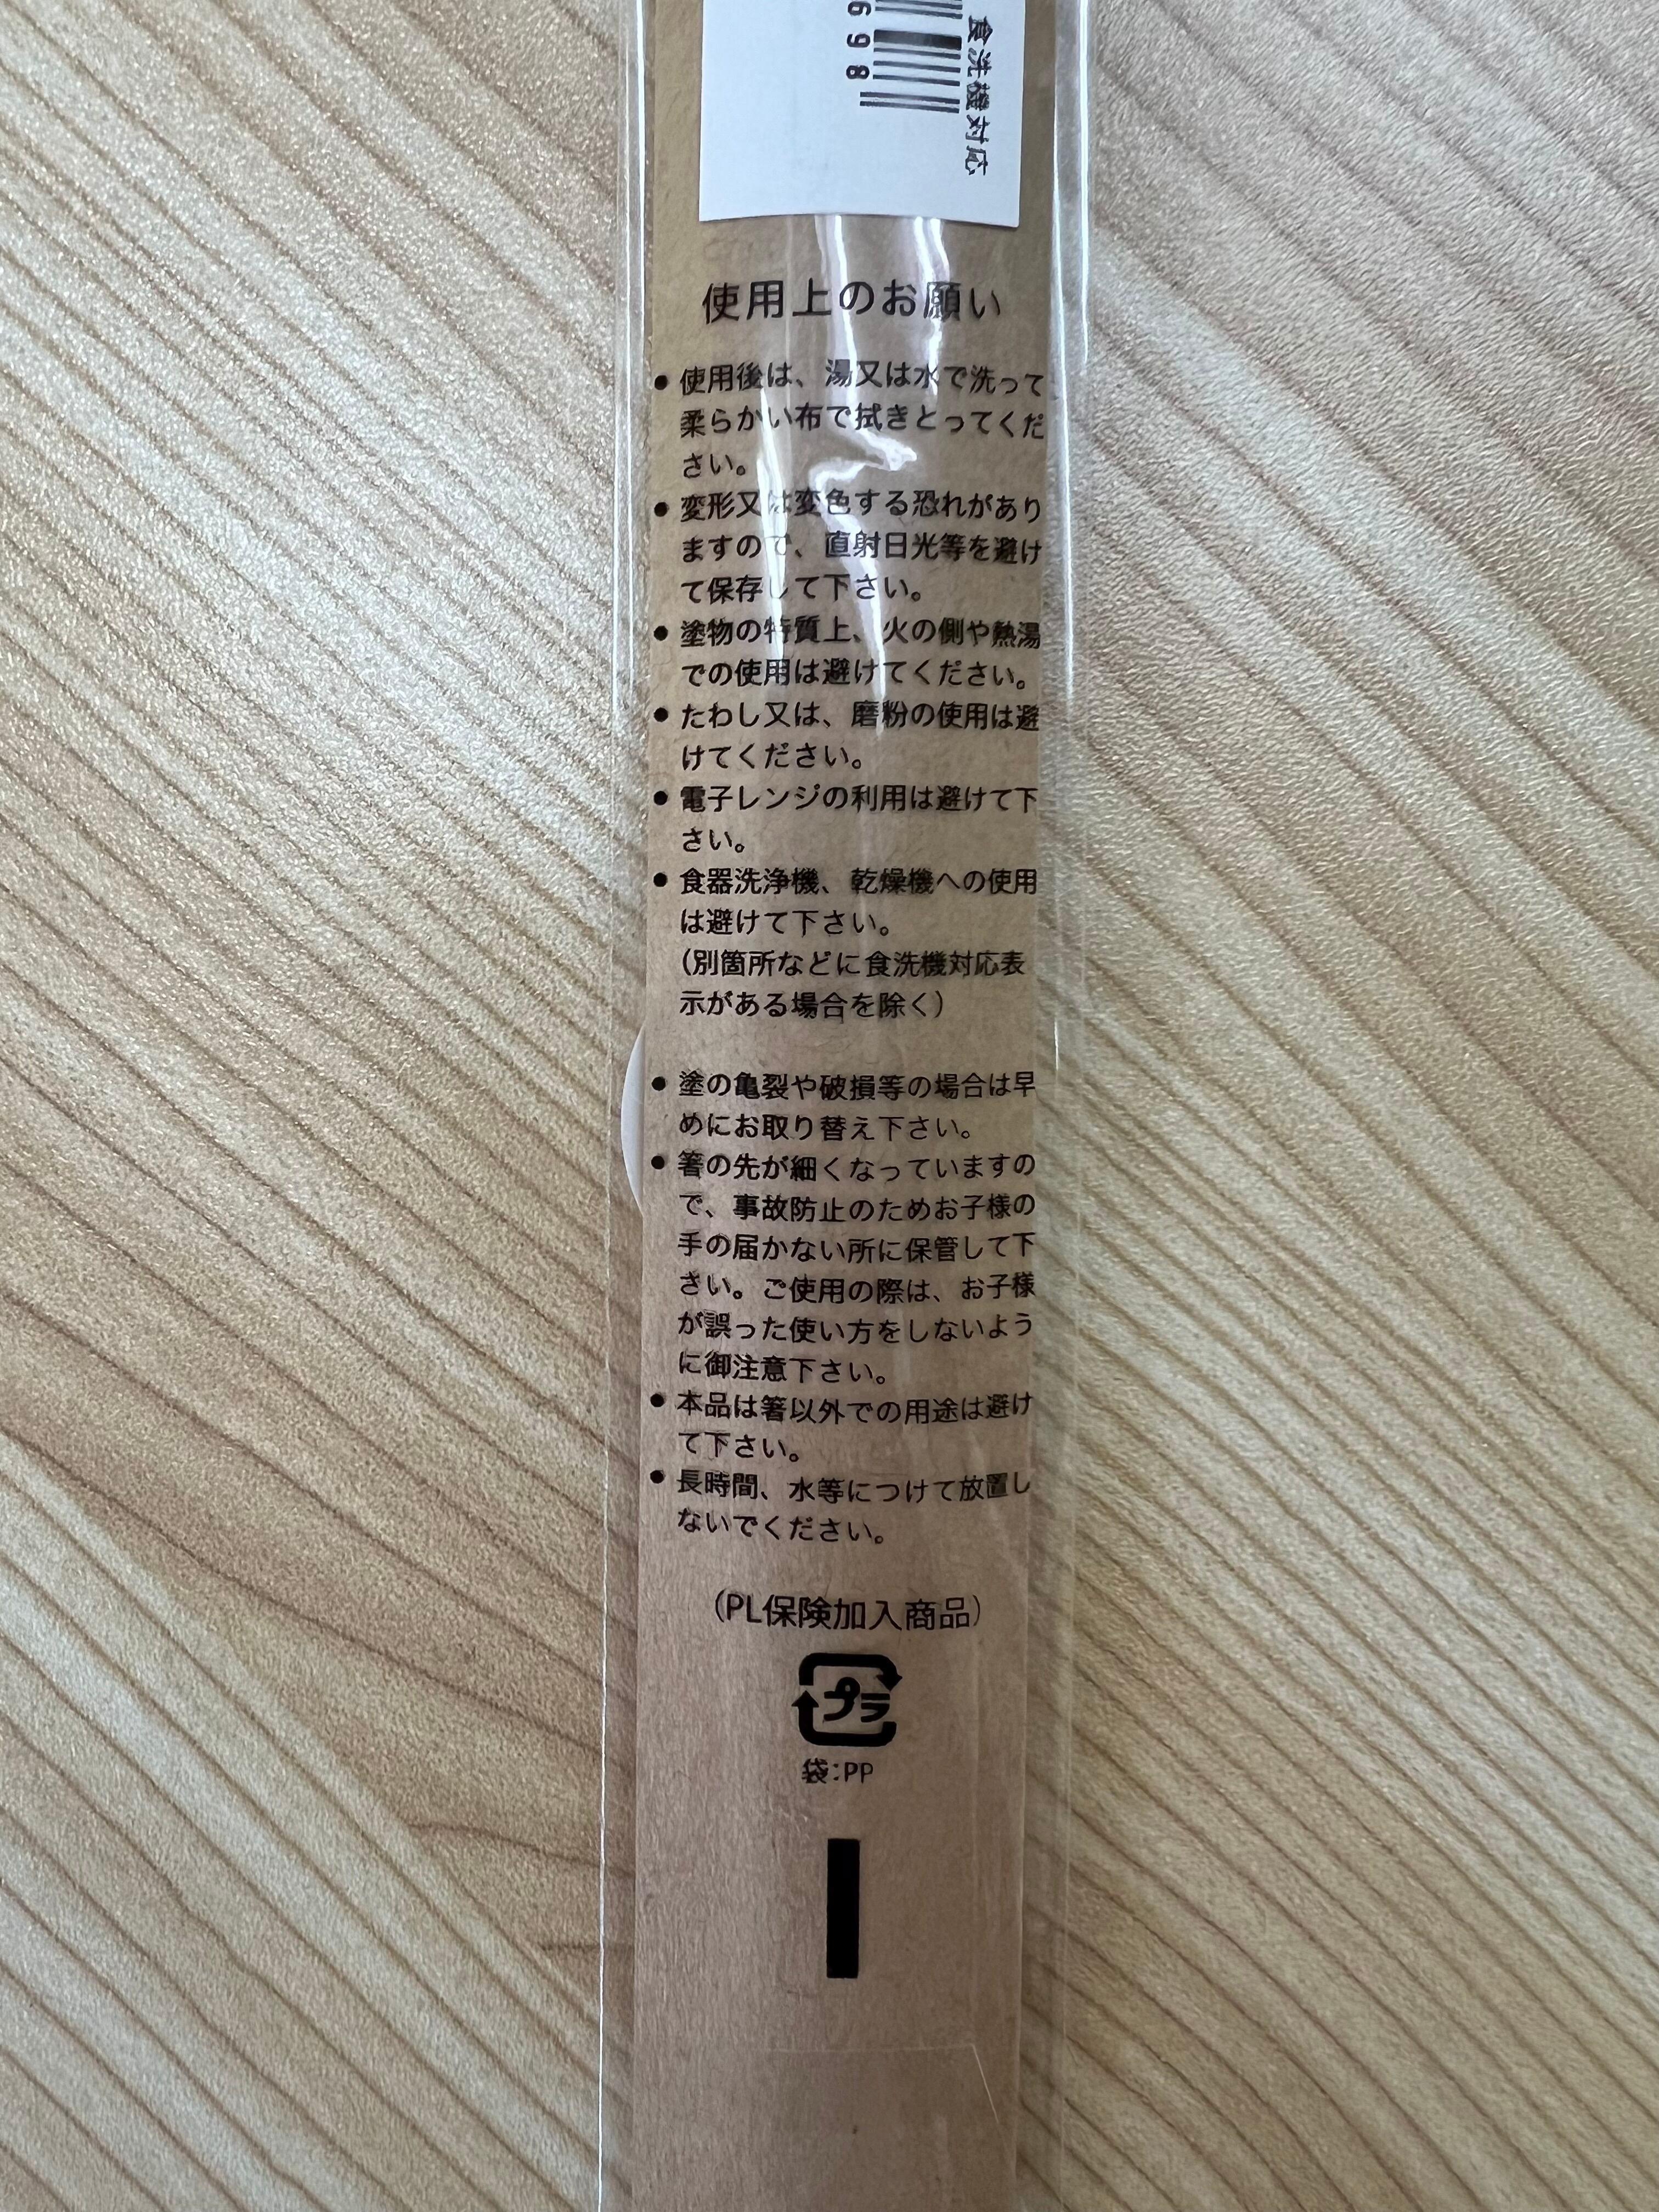 698
食洗機対応
使用上のお願い
● 使用後は、湯又は水で洗って
柔らかい布で拭きとってくだ
さい。
● 変形又は変色する恐れがあり
ますので、直射日光等を避け
て保存して下さい。
● 塗物の特質上、火の側や熱湯
での使用は避けてください。
● たわし又は、磨粉の使用は避
けてください。
● 電子レンジの利用は避けて下
さい。
● 食器洗浄機、乾燥機への使用
は避けて下さい。
(別箇所などに食洗機対応表
示がある場合を除く)
● 塗の亀裂や破損等の場合は早
めにお取り替え下さい。
● 箸の先が細くなっていますの
で、事故防止のためお子様の
手の届かない所に保管して下
さい。ご使用の際は、お子様
が誤った使い方をしないよう
に御注意下さい。
● 本品は箸以外での用途は避け
て下さい。
● 長時間、水等につけて放置し
ないでください。
(PL保険加入商品)
プラ
袋:PP